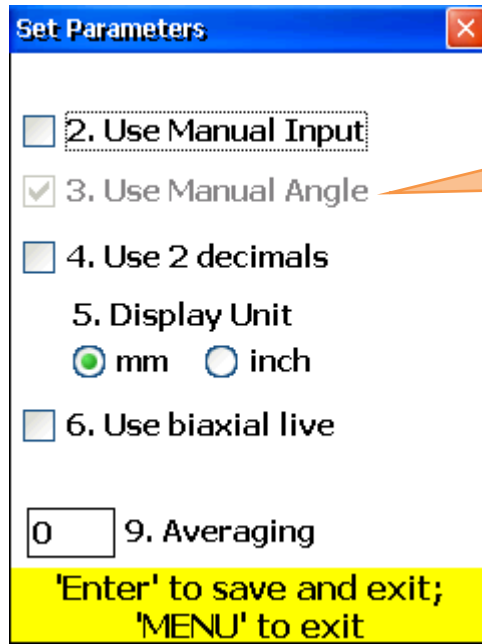 Set Parameters
2. Use Manual Input
3. Use Manual Angle
4. Use 2 decimals
5. Display Unit
mm inch
6. Use biaxial live
0 9. Averaging
'Enter' to save and exit;
'MENU' to exit